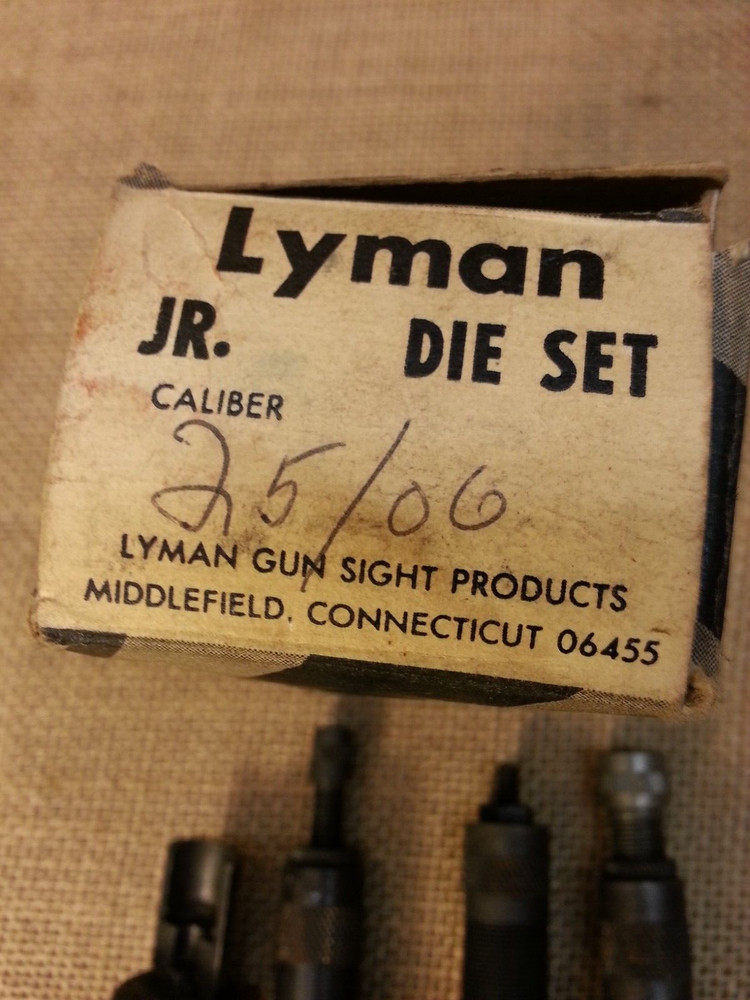 Lyman
JR. DIE SET
CALIBER
25/06
LYMAN GUN SIGHT PRODUCTS
MIDDLEFIELD, CONNECTICUT 06455